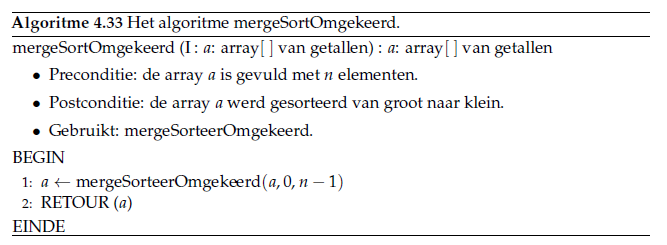 Algoritme 4.33 Het algoritme mergeSortOmgekeerd.
mergeSortOmgekeerd (I : a: array[ ] van getallen) : a: array[ ] van getallen
• Preconditie: de array a is gevuld met n elementen.
• Postconditie: de array a werd gesorteerd van groot naar klein.
• Gebruikt: mergeSorteerOmgekeerd.
BEGIN
1: a ← mergeSorteerOmgekeerd(a, 0, n − 1)
2: RETOUR (a)
EINDE